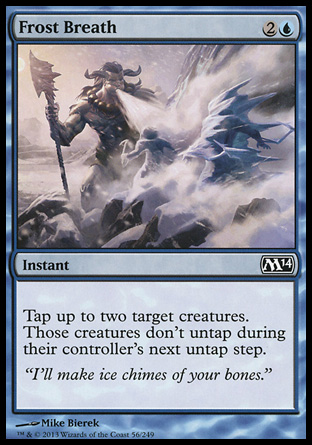 Frost Breath 2
Instant M14
Tap up to two target creatures.
Those creatures don't untap during
their controller's next untap step.
"I'll make ice chimes of your bones."
Mike Bierek
™ & © 2013 Wizards of the Coast 56/249